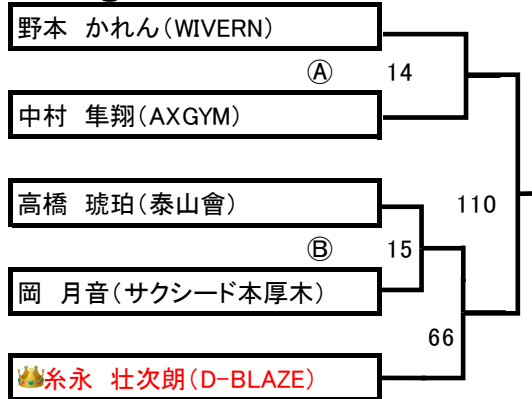 野本　かれん（WIVERN）
Ⓐ 14
中村　隼翔（AXGYM）
高橋　琥珀（泰山會）
110
Ⓑ 15
岡　月音（サクシード本厚木）
66
👑糸永　壮次朗（D-BLAZE）